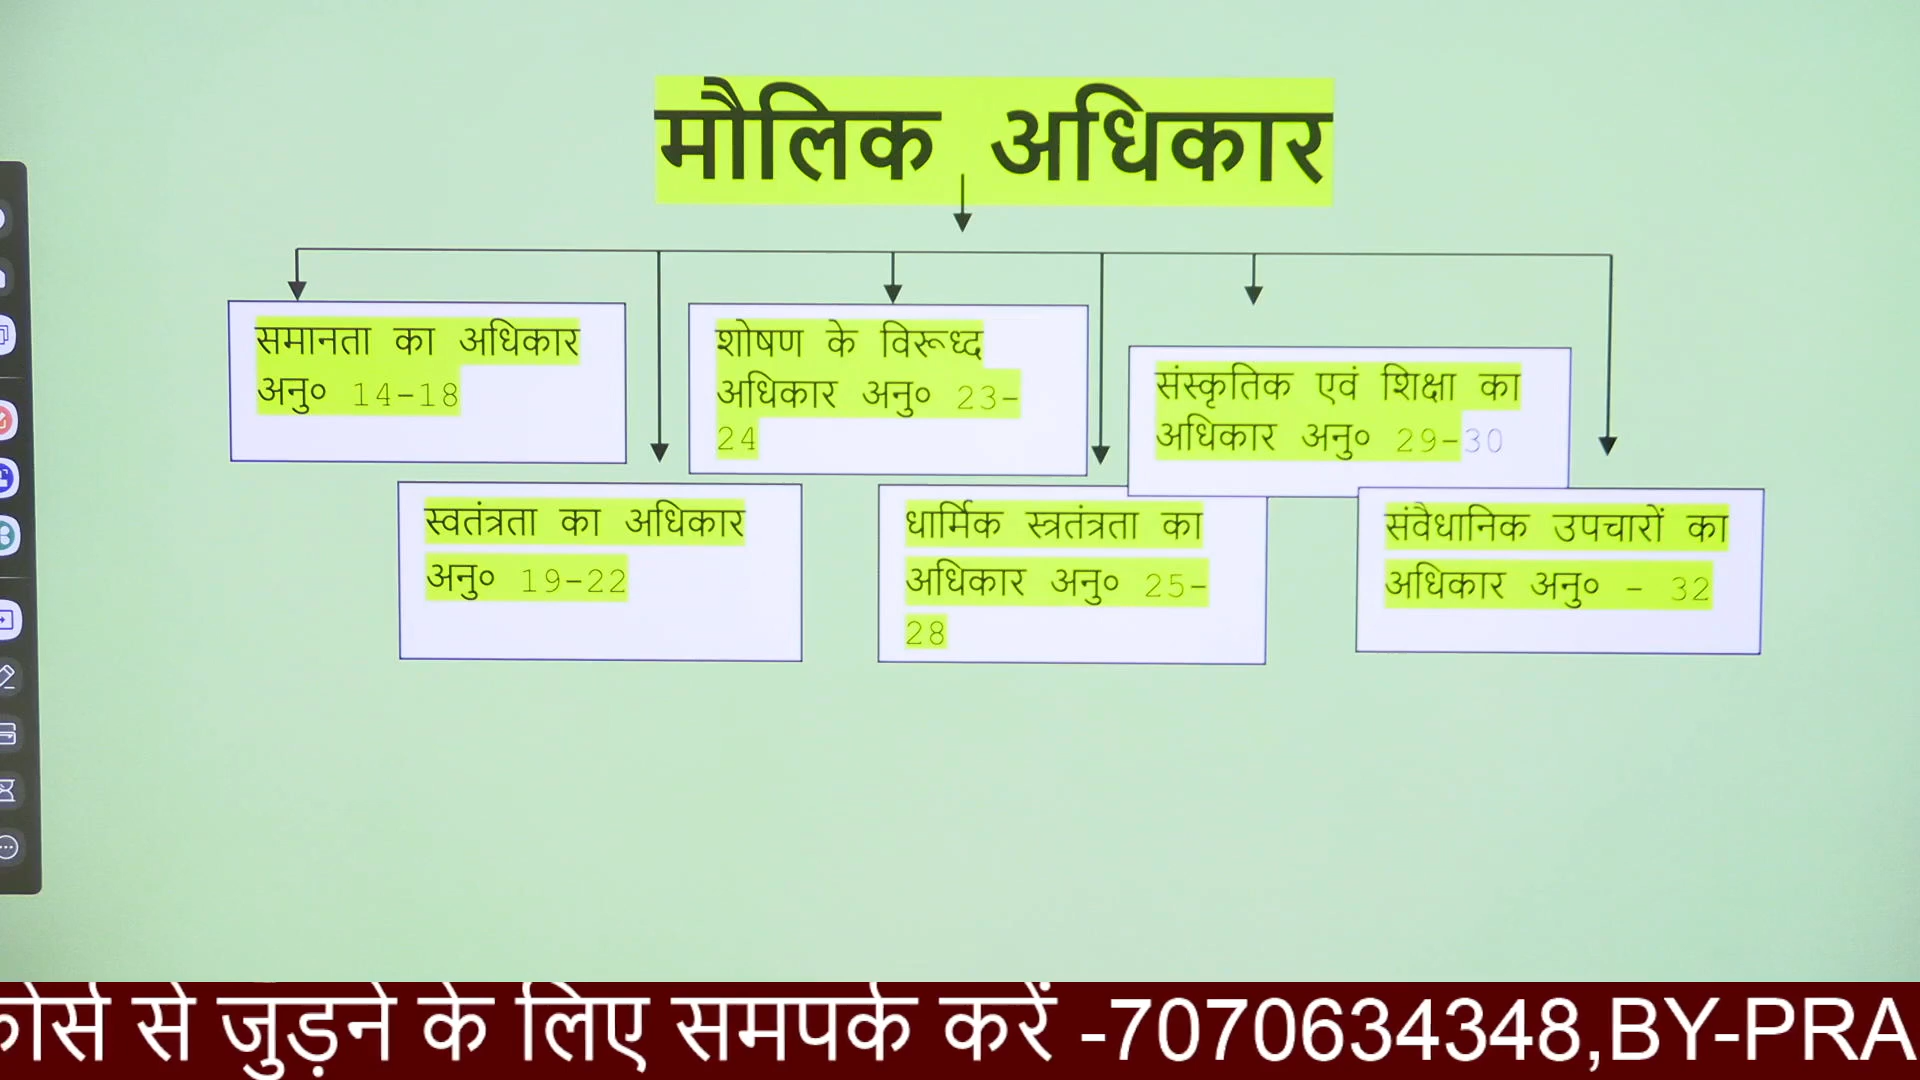 मौलिक अधिकार
समानता का अधिकार
अनु० 14-18
शोषण के विरूध्द
अधिकार अनु० 23-
24
संस्कृतिक एवं शिक्षा का
अधिकार अनु० 29-30
स्वतंत्रता का अधिकार
अनु० 19-22
धार्मिक स्त्रतंत्रता का
अधिकार अनु० 25-
28
संवैधानिक उपचारों का
अधिकार अनु० - 32
कोर्स से जुड़ने के लिए समपर्क करें -7070634348,BY-PRA